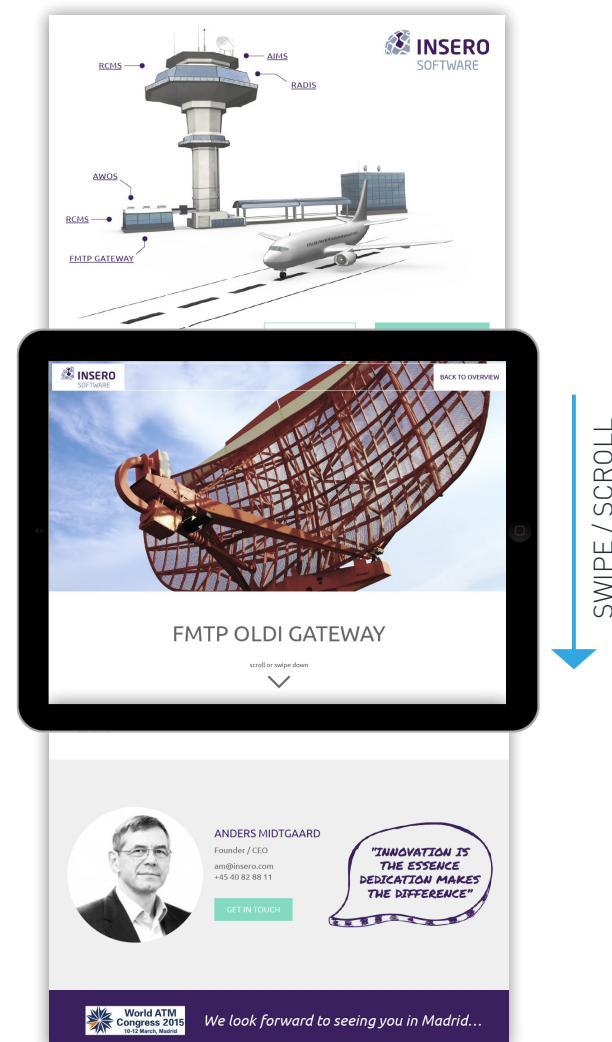 AIMS
RCMS
RADIS
INSERO
SOFTWARE
AWOS
RCMS
FMTP GATEWAY
INSERO
SOFTWARE
BACK TO OVERVIEW
FMTP OLDI GATEWAY
scroll or swipe down
SWIPE / SCROLL
ANDERS MIDTGAARD
Founder / CEO
am@insero.com
+45 40 82 88 11
GET IN TOUCH
"INNOVATION IS
THE ESSENCE
DEDICATION MAKES
THE DIFFERENCE"
World ATM
Congress 2015
10-12 March, Madrid
We look forward to seeing you in Madrid...